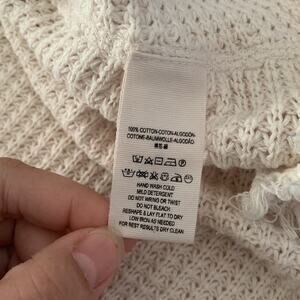 100% COTTON-COTON-ALGODÓN-
COTONE-BAUMWOLLE-ALGODÃO
HAND WASH COLD
MILD DETERGENT
DO NOT WRING OR TWIST
DO NOT BLEACH
RESHAPE & LAY FLAT TO DRY
LOW IRON AS NEEDED
FOR BEST RESULTS DRY CLEAN